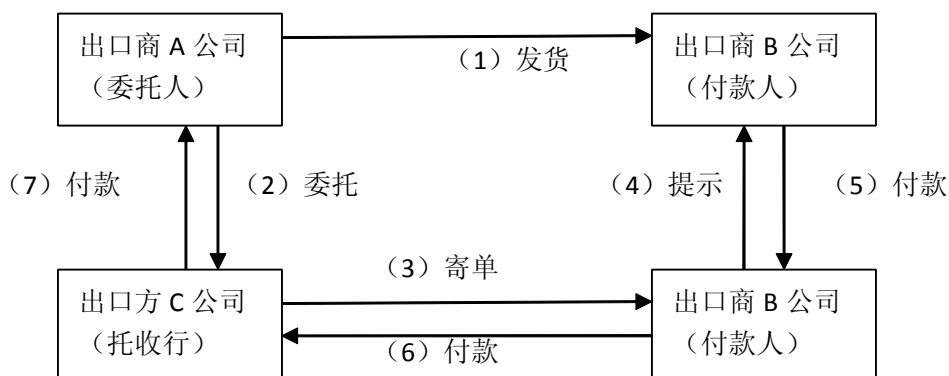 出口商 A 公司
（委托人）
（1）发货
出口商 B 公司
（付款人）
（7）付款
（2）委托
（4）提示
（5）付款
出口方 C 公司
（托收行）
（3）寄单
（6）付款
出口商 B 公司
（付款人）